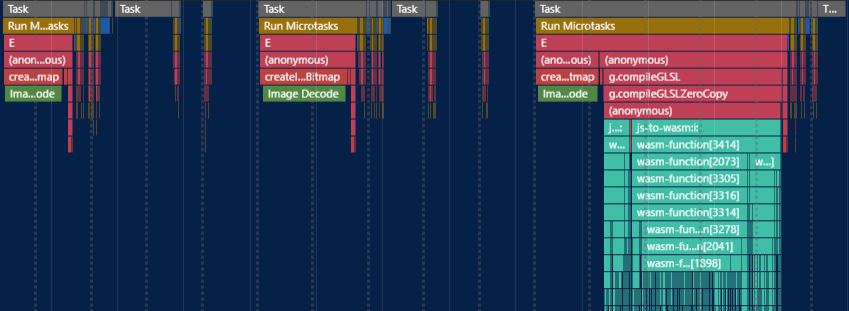 Task Task Task Task Task T...
Run M...asks Run Microtasks Run Microtasks
E E E
(anon...ous) (anonymous) (ano...ous) (anonymous)
crea...map createI...Bitmap crea...tmap g.compileGLSL
Ima...ode Image Decode Ima...ode g.compileGLSLZeroCopy
(anonymous)
j...: js-to-wasm:i:
w... wasm-function[3414]
wasm-function[2073] w...]
wasm-function[3305]
wasm-function[3316]
wasm-function[3314]
wasm-fun...n[3278]
wasm-fu...n[2041]
wasm-f...[1898]